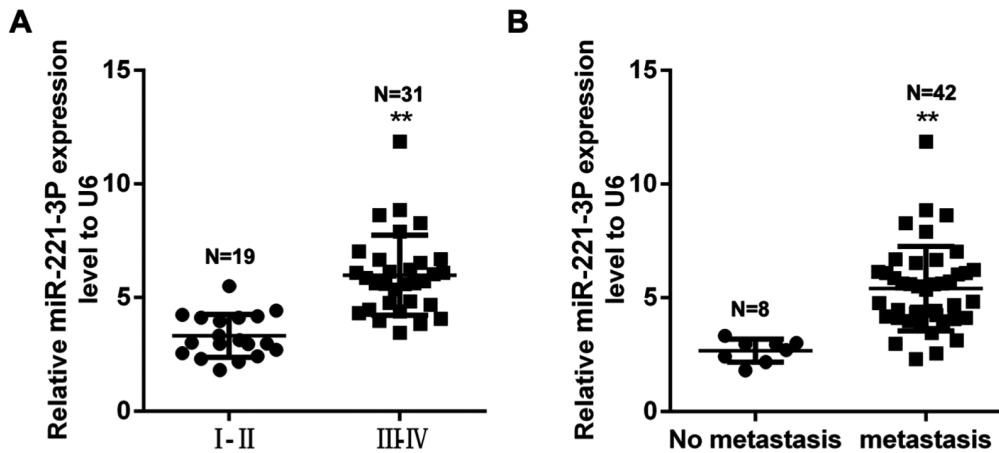 A
Relative miR-221-3P expression
level to U6
15
10
5
0
N=19
N=31
**
I-II
III-IV
B
Relative miR-221-3P expression
level to U6
15
10
5
0
N=8
N=42
**
No metastasis
metastasis